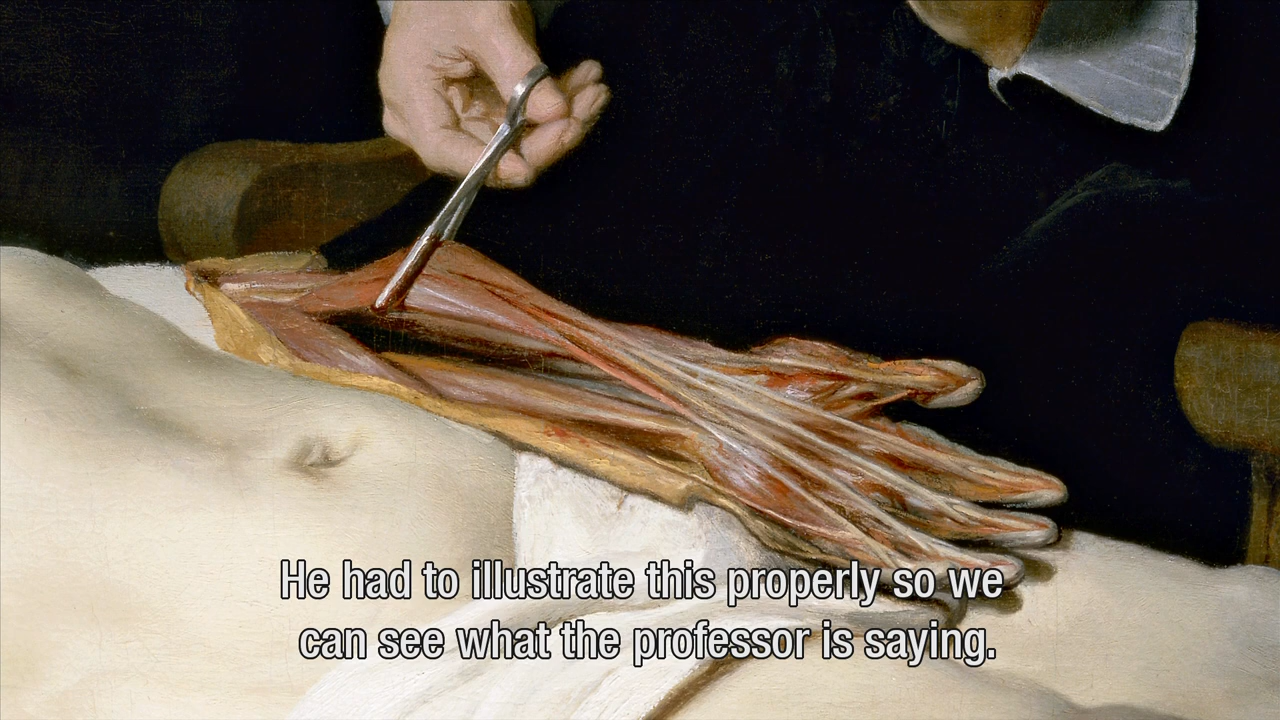 He had to illustrate this properly so we
can see what the professor is saying.